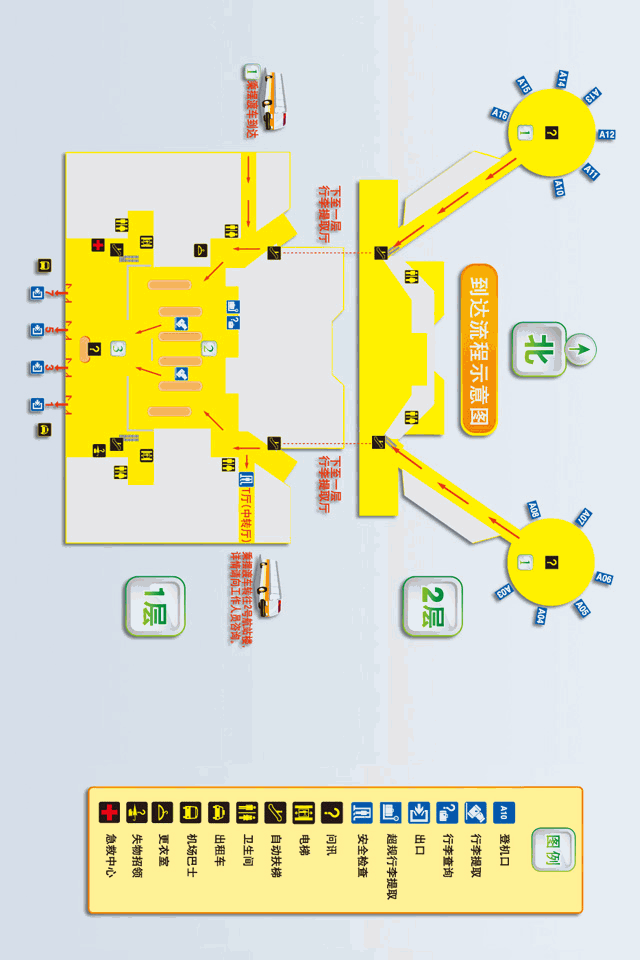 到达流程示意图
北
A10
A11
A12
A13
A14
A15
A16
1
?
A03
A04
A05
A06
A07
A08
1
?
2层
下至一层
行李提取厅
下至一层
行李提取厅
1
乘摆渡车到达
T厅(中转厅)
乘摆渡车前往2号航站楼,
详情请问工作人员咨询。
2
3
?
7
5
3
1
1层
图例
A10 登机口
行李提取
行李查询
出口
超规行李提取
安全检查
? 问讯
电梯
自动扶梯
卫生间
出租车
机场巴士
更衣室
失物招领
急救中心